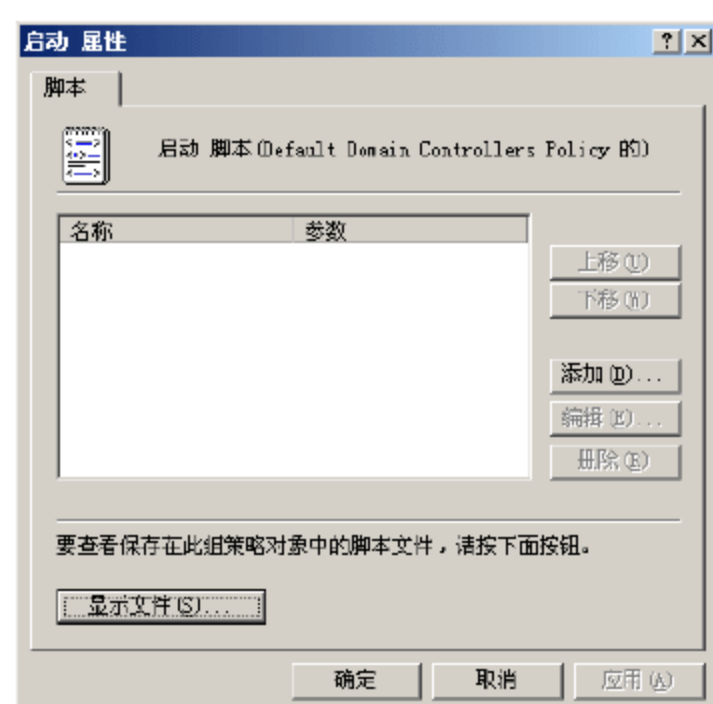 启动 属性
脚本
启动 脚本(Default Domain Controllers Policy 的)
名称 参数
上移(U)
下移(W)
添加(D)...
编辑(E)...
删除(R)
要查看保存在此组策略对象中的脚本文件，请按下面按钮。
显示文件(S)...
确定 取消 应用(A)